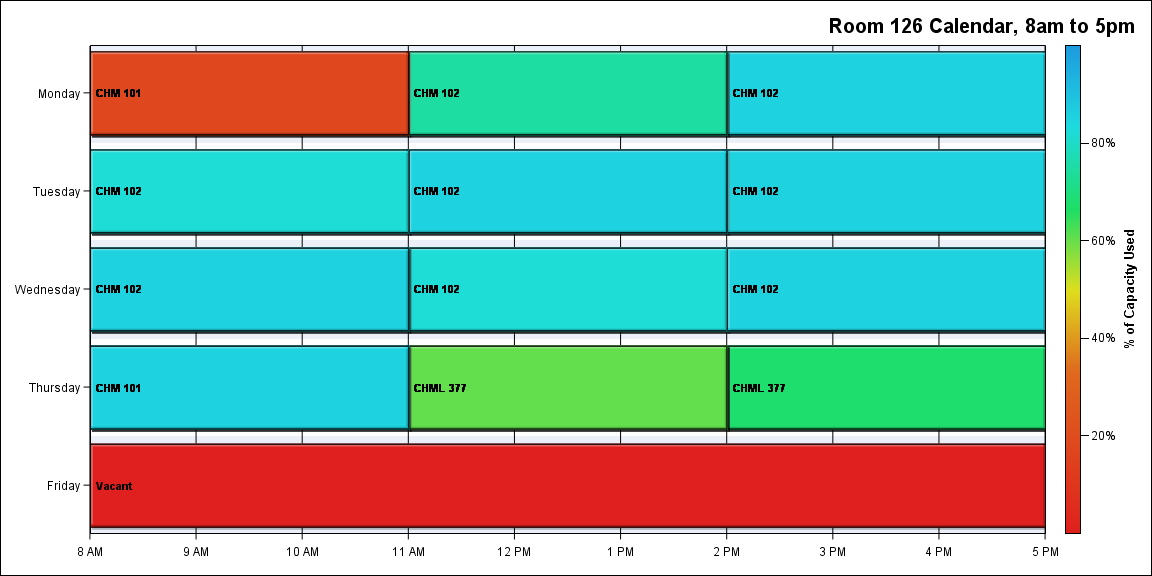 Room 126 Calendar, 8am to 5pm
Monday
CHM 101
CHM 102
CHM 102
Tuesday
CHM 102
CHM 102
CHM 102
Wednesday
CHM 102
CHM 102
CHM 102
Thursday
CHM 101
CHML 377
CHML 377
Friday
Vacant
8 AM
9 AM
10 AM
11 AM
12 PM
1 PM
2 PM
3 PM
4 PM
5 PM
80%
60%
40%
20%
% of Capacity Used